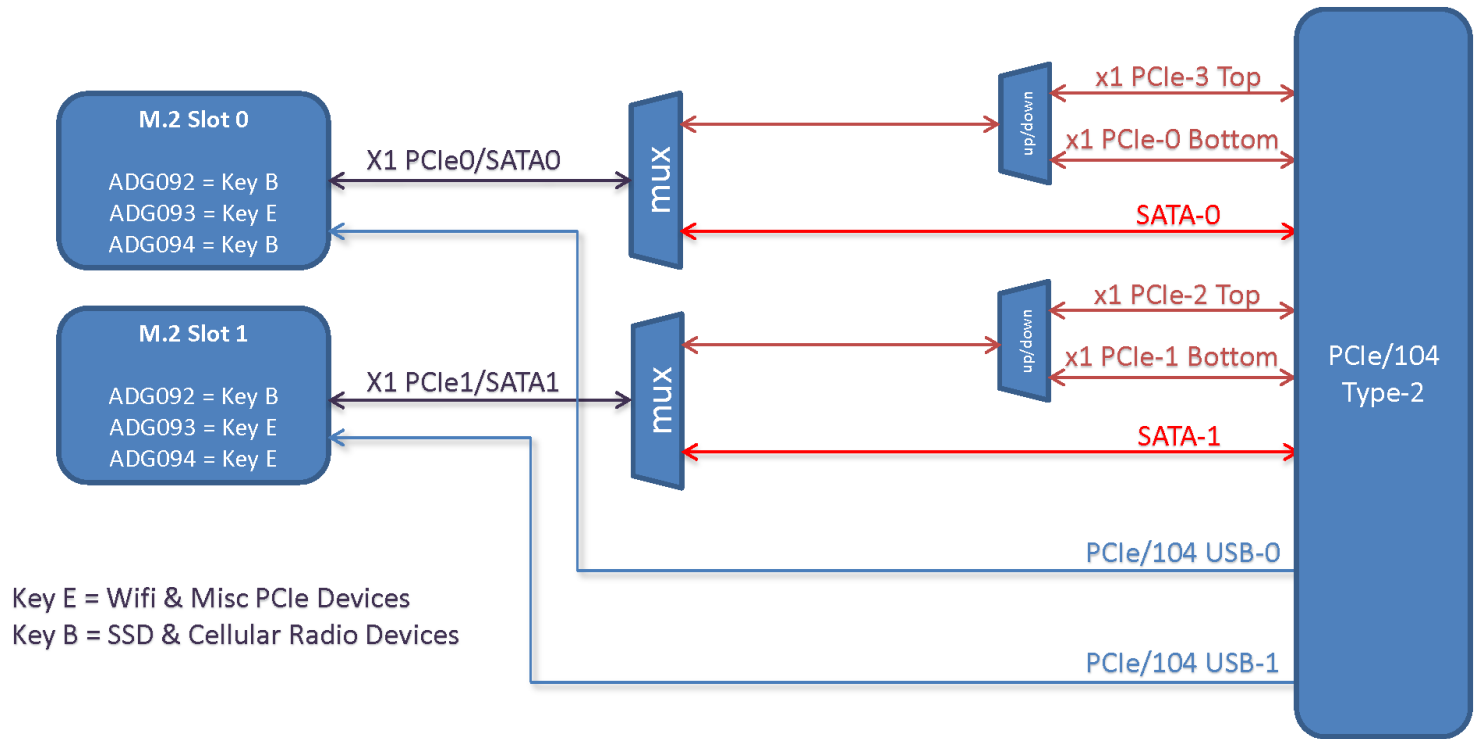 M.2 Slot 0
ADG092 = Key B
ADG093 = Key E
ADG094 = Key B
X1 PCIe0/SATA0
mux
up/down
x1 PCIe-3 Top
x1 PCIe-0 Bottom
SATA-0
M.2 Slot 1
ADG092 = Key B
ADG093 = Key E
ADG094 = Key E
X1 PCIe1/SATA1
mux
up/down
x1 PCIe-2 Top
x1 PCIe-1 Bottom
SATA-1
PCIe/104
Type-2
PCIe/104 USB-0
PCIe/104 USB-1
Key E = Wifi & Misc PCIe Devices
Key B = SSD & Cellular Radio Devices